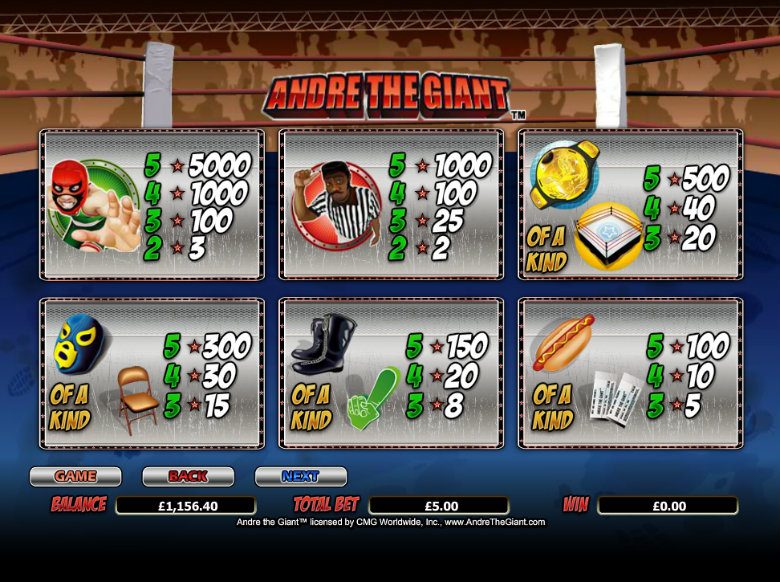 ANDRE THE GIANT™
5 ★ 5000
4 ★ 1000
3 ★ 100
2 ★ 3
5 ★ 1000
4 ★ 100
3 ★ 25
2 ★ 2
5 ★ 500
4 ★ 40
3 ★ 20
OF A
KIND
5 ★ 300
4 ★ 30
3 ★ 15
OF A
KIND
5 ★ 150
4 ★ 20
3 ★ 8
OF A
KIND
5 ★ 100
4 ★ 10
3 ★ 5
OF A
KIND
GAME BACK NEXT
BALANCE £1,156.40 TOTAL BET £5.00 WIN £0.00
Andre the Giant™ licensed by CMG Worldwide, Inc., www.AndreTheGiant.com